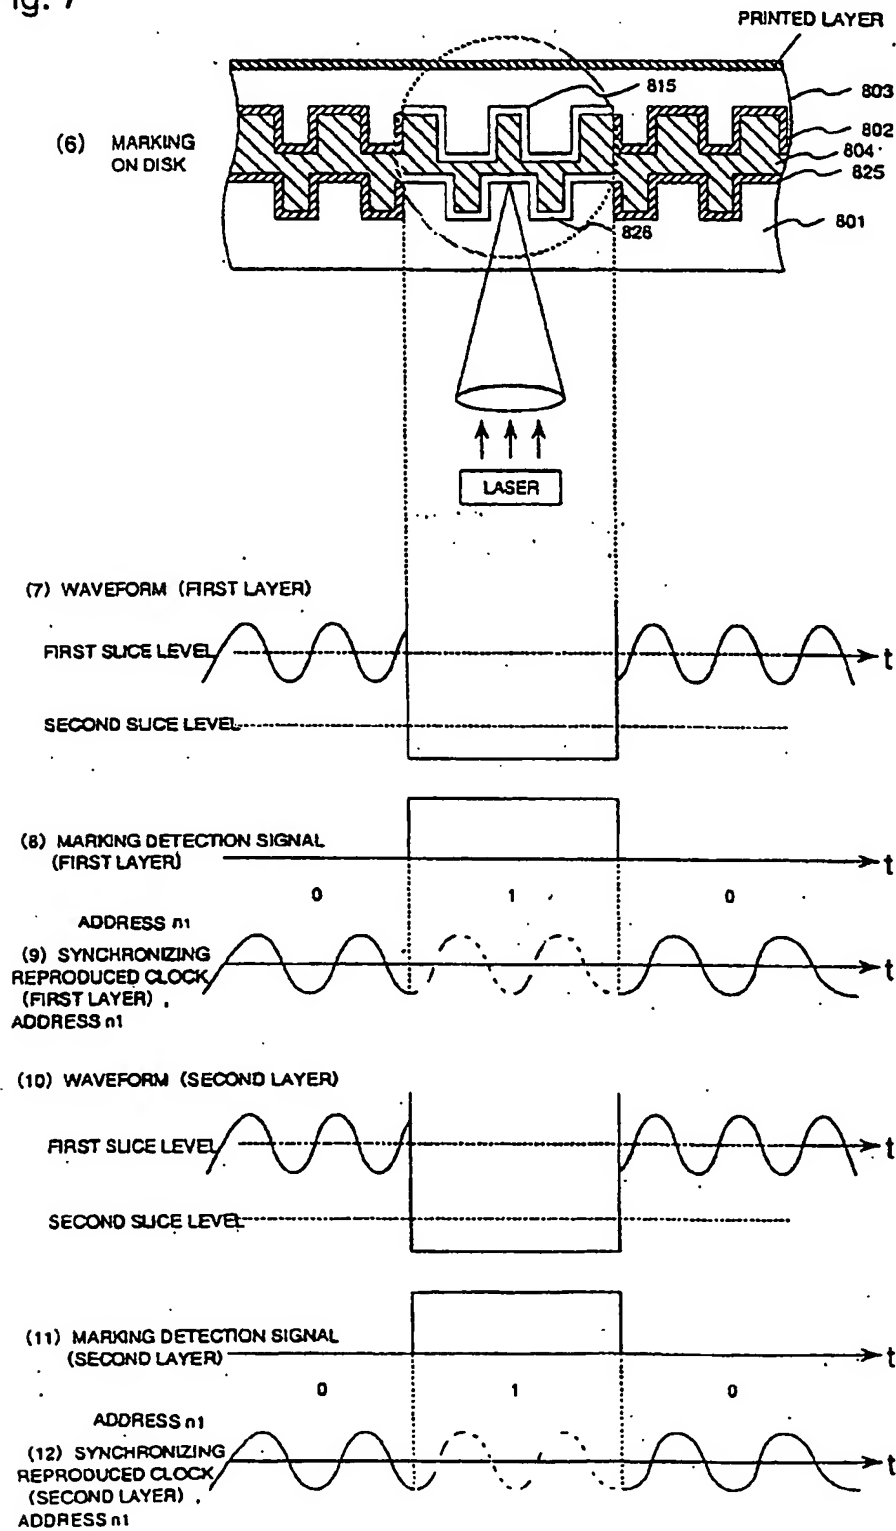 Fig. 7
PRINTED LAYER
815
803
802
804
825
(6) MARKING
ON DISK
801
826
LASER
(7) WAVEFORM (FIRST LAYER)
FIRST SLICE LEVEL
t
SECOND SLICE LEVEL
(8) MARKING DETECTION SIGNAL
(FIRST LAYER)
t
0 1 0
ADDRESS n1
(9) SYNCHRONIZING
REPRODUCED CLOCK
(FIRST LAYER),
ADDRESS n1
t
(10) WAVEFORM (SECOND LAYER)
FIRST SLICE LEVEL
t
SECOND SLICE LEVEL
(11) MARKING DETECTION SIGNAL
(SECOND LAYER)
t
0 1 0
ADDRESS n1
(12) SYNCHRONIZING
REPRODUCED CLOCK
(SECOND LAYER),
ADDRESS n1
t